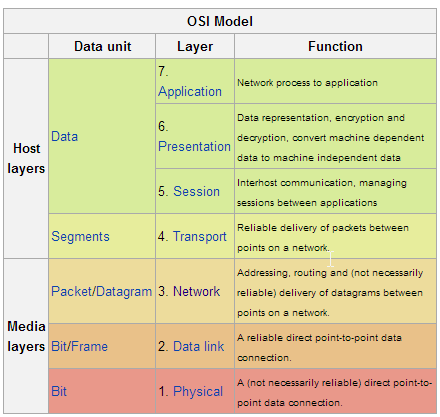 OSI Model
Data unit Layer Function
Host
layers
Data
7.
Application
Network process to application
6.
Presentation
Data representation, encryption and
decryption, convert machine dependent
data to machine independent data
5. Session
Interhost communication, managing
sessions between applications
Segments
4. Transport
Reliable delivery of packets between
points on a network.
Media
layers
Packet/Datagram
3. Network
Addressing, routing and (not necessarily
reliable) delivery of datagrams between
points on a network.
Bit/Frame
2. Data link
A reliable direct point-to-point data
connection.
Bit
1. Physical
A (not necessarily reliable) direct point-to-
point data connection.